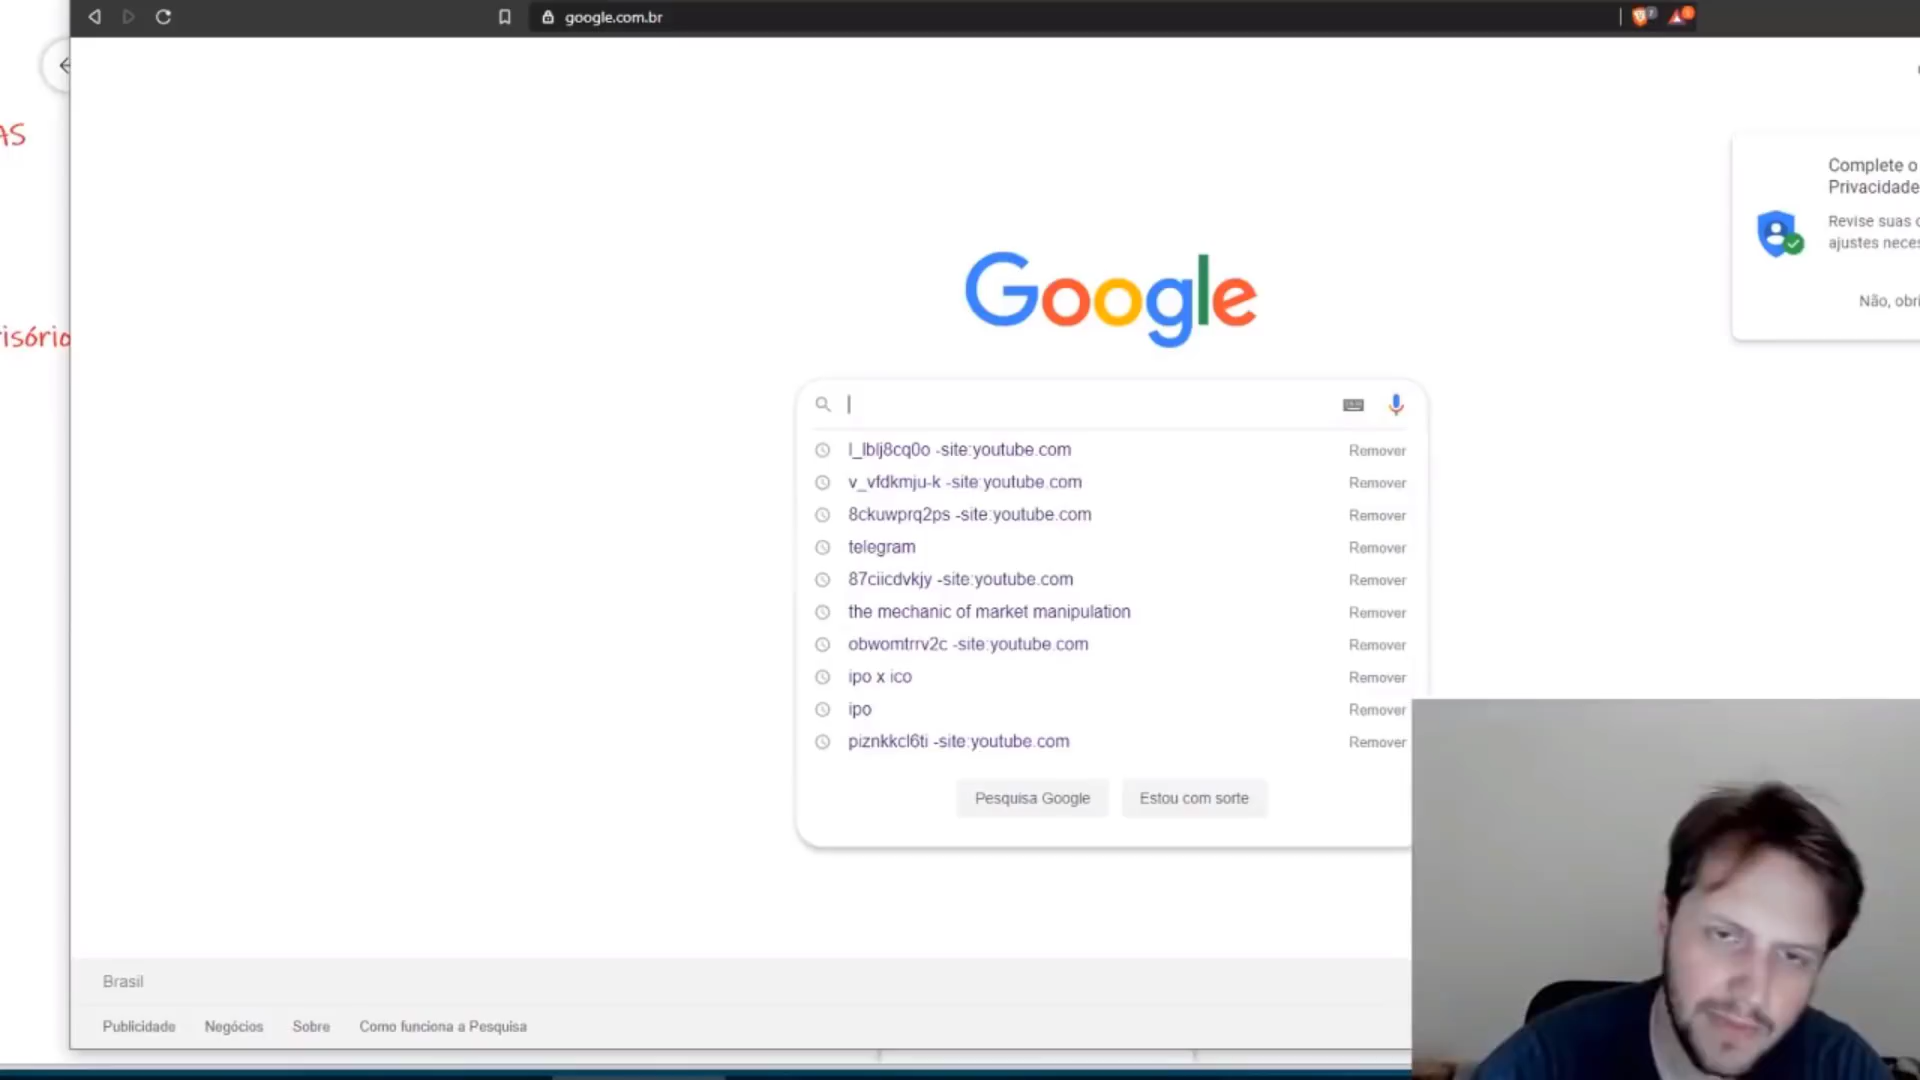 google.com.br
AS
Complete o
Privacidade
Revise suas
ajustes neces
Não, obri
Google
risório
l_lblj8cq0o -site:youtube.com Remover
v_vfdkmju-k -site:youtube.com Remover
8ckuwprq2ps -site:youtube.com Remover
telegram Remover
87ciicdvkjy -site:youtube.com Remover
the mechanic of market manipulation Remover
obwomtrrv2c -site:youtube.com Remover
ipo x ico Remover
ipo Remover
piznkkcl6ti -site:youtube.com Remover
Pesquisa Google Estou com sorte
Brasil
Publicidade Negócios Sobre Como funciona a Pesquisa